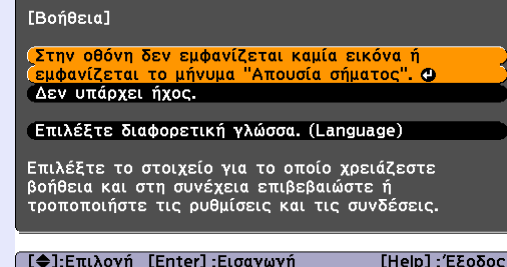 [Βοήθεια]
Στην οθόνη δεν εμφανίζεται καμία εικόνα ή
εμφανίζεται το μήνυμα "Απουσία σήματος".
Δεν υπάρχει ήχος.
Επιλέξτε διαφορετική γλώσσα. (Language)
Επιλέξτε το στοιχείο για το οποίο χρειάζεστε
βοήθεια και στη συνέχεια επιβεβαιώστε ή
τροποποιήστε τις ρυθμίσεις και τις συνδέσεις.
[◆]:Επιλογή [Enter]:Εισαγωγή [Help]:Έξοδος